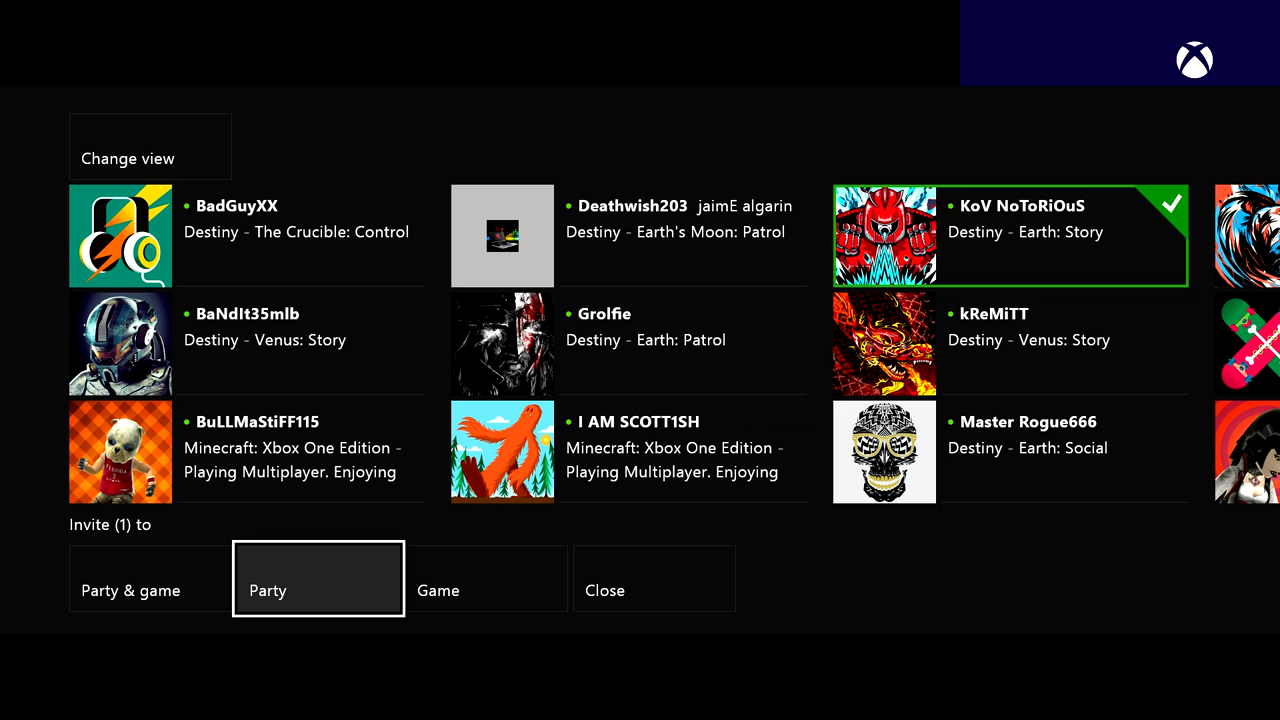 Change view
BadGuyXX
Destiny - The Crucible: Control
Deathwish203 jaimE algarin
Destiny - Earth's Moon: Patrol
KoV NoToRiOuS
Destiny - Earth: Story
BaNdIt35mlb
Destiny - Venus: Story
Grolfie
Destiny - Earth: Patrol
kReMiTT
Destiny - Venus: Story
BuLLMaStiFF115
Minecraft: Xbox One Edition -
Playing Multiplayer. Enjoying
I AM SCOTT1SH
Minecraft: Xbox One Edition -
Playing Multiplayer. Enjoying
Master Rogue666
Destiny - Earth: Social
Invite (1) to
Party & game
Party
Game
Close